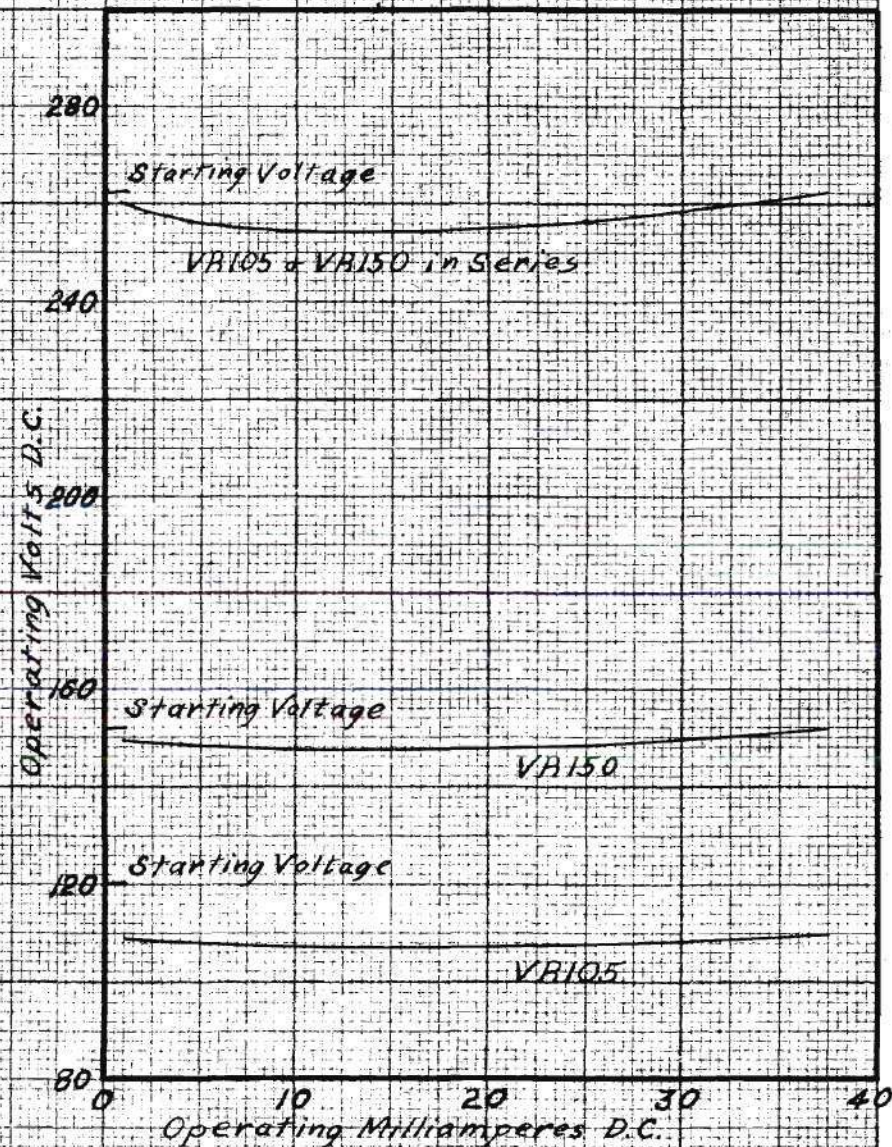 280
Starting Voltage
VR105 & VR150 in Series
240
Operating Volts D.C.
200
160
Starting Voltage
VR150
Starting Voltage
120
VR105
80
0 10 20 30 40
Operating Milliamperes D.C.